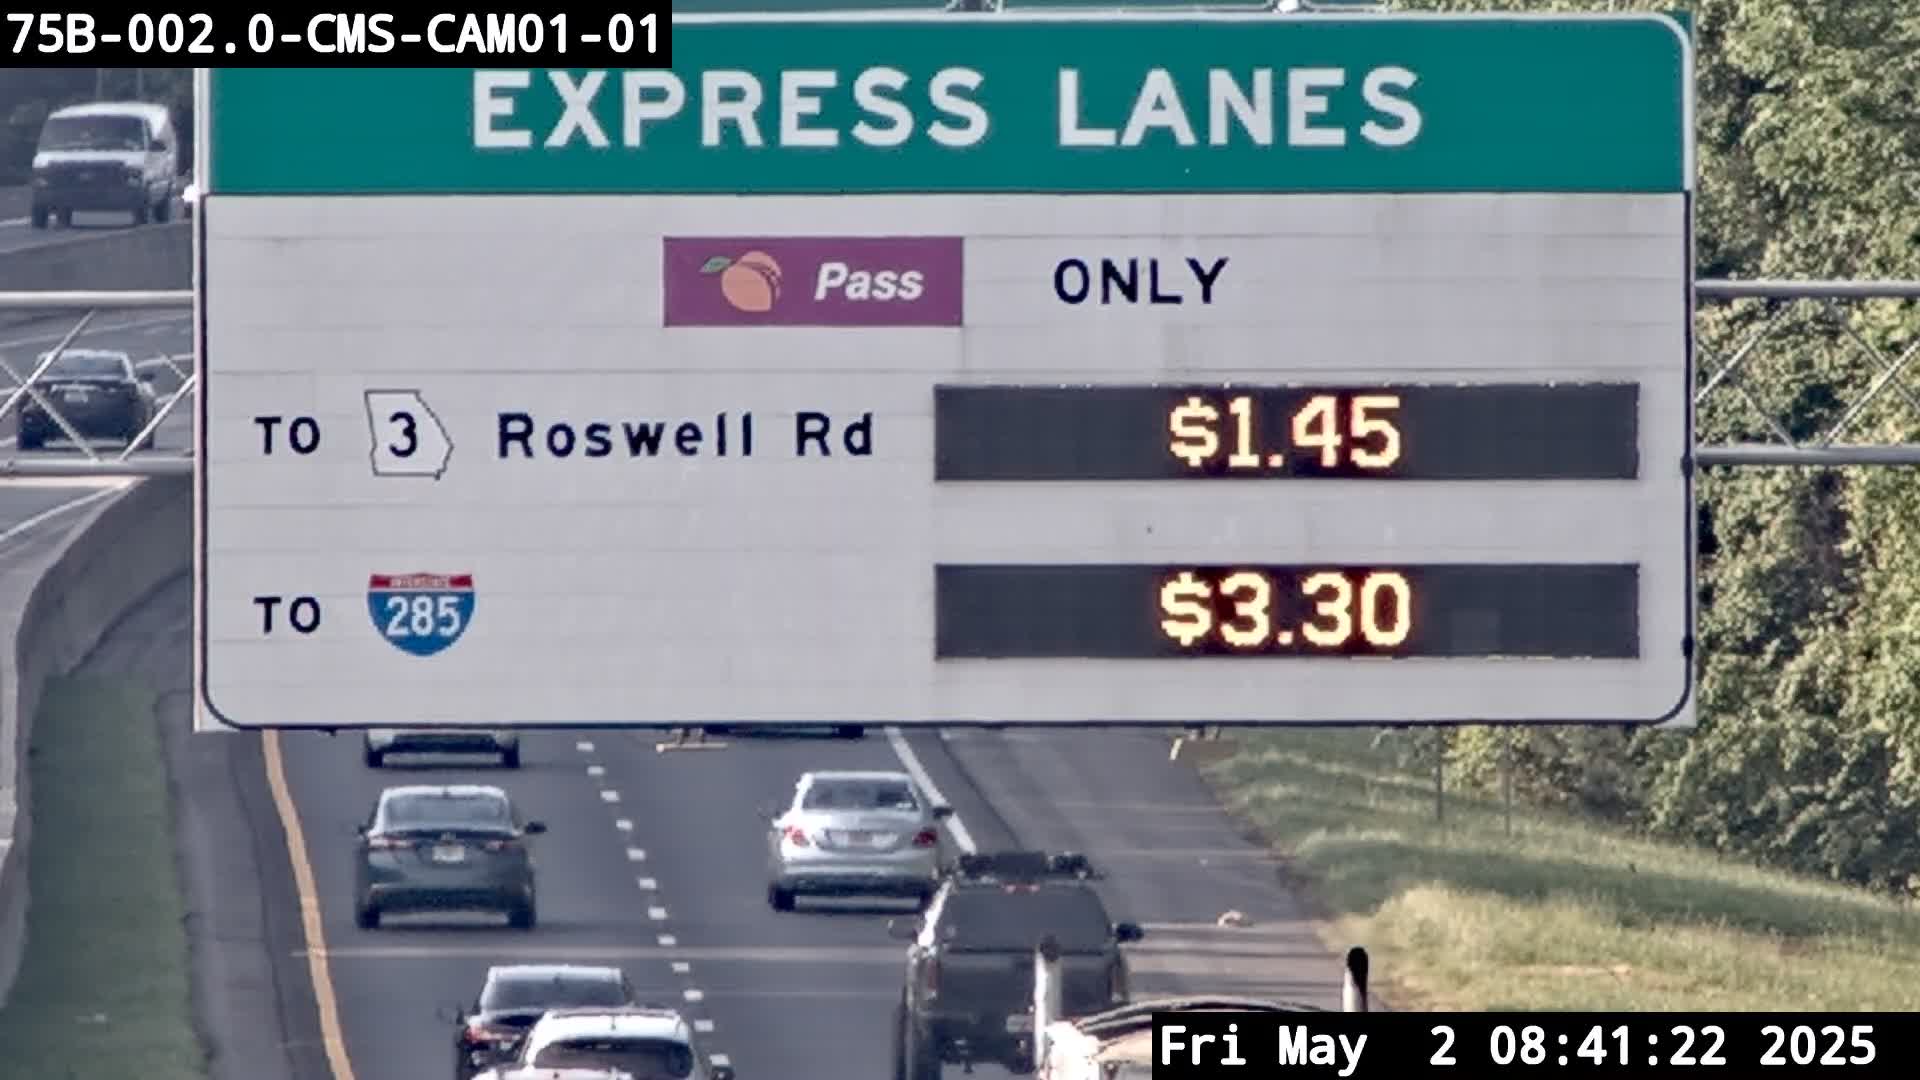 75B-002.0-CMS-CAM01-01
EXPRESS LANES
Pass ONLY
TO 3 Roswell Rd $1.45
INTERSTATE
TO 285 $3.30
Fri May 2 08:41:22 2025